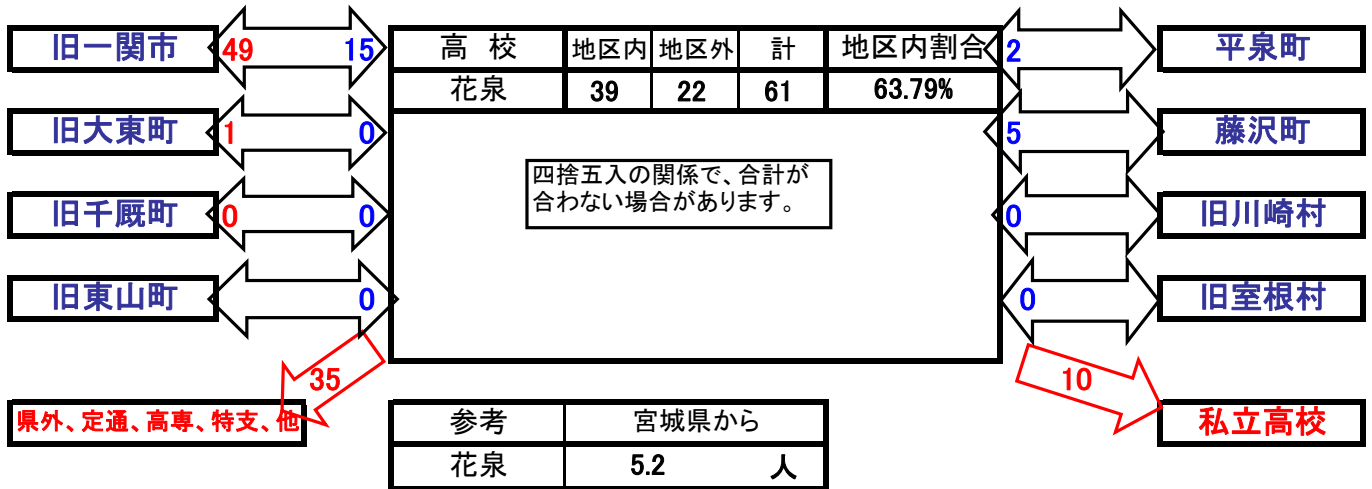 旧一関市 49 15
高 校 地区内 地区外 計 地区内割合
2 平泉町
花泉 39 22 61 63.79%
旧大東町 1 0
5 藤沢町
四捨五入の関係で、合計が
合わない場合があります。
旧千厩町 0 0
0 旧川崎村
旧東山町 0
0 旧室根村
35
10
県外、定通、高専、特支、他
私立高校
参考 宮城県から
花泉 5.2 人